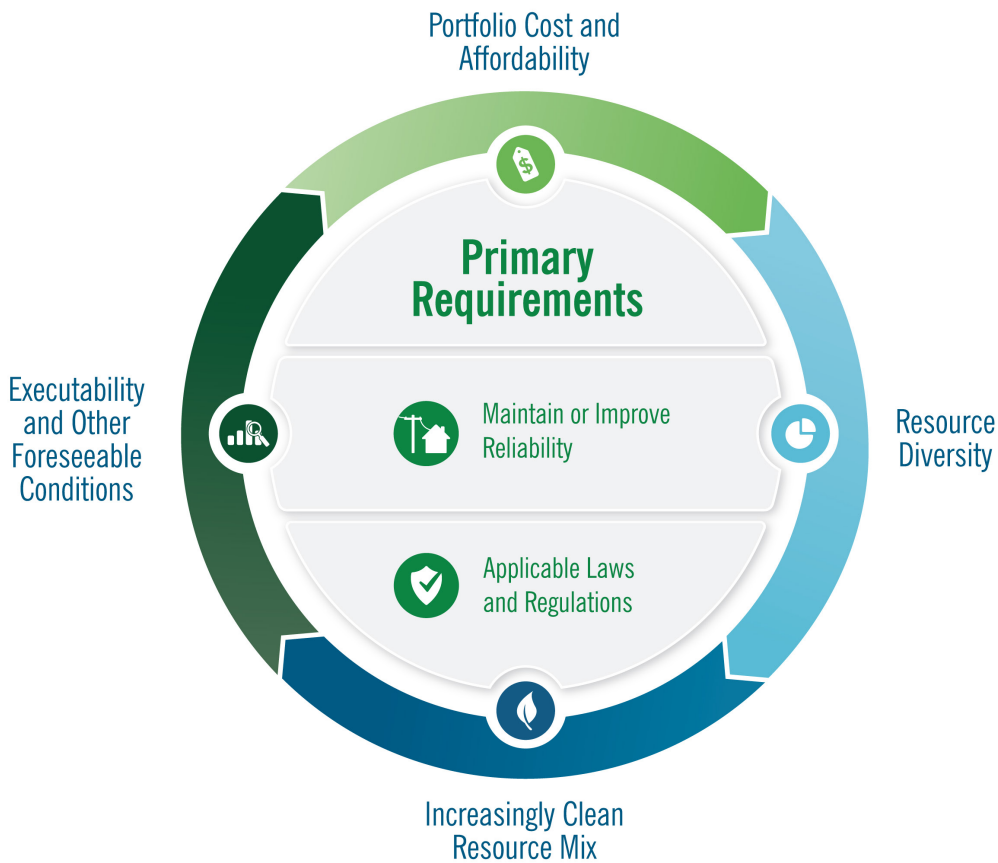 Portfolio Cost and
Affordability
Primary
Requirements
Maintain or Improve
Reliability
Applicable Laws
and Regulations
Executability
and Other
Foreseeable
Conditions
Resource
Diversity
Increasingly Clean
Resource Mix